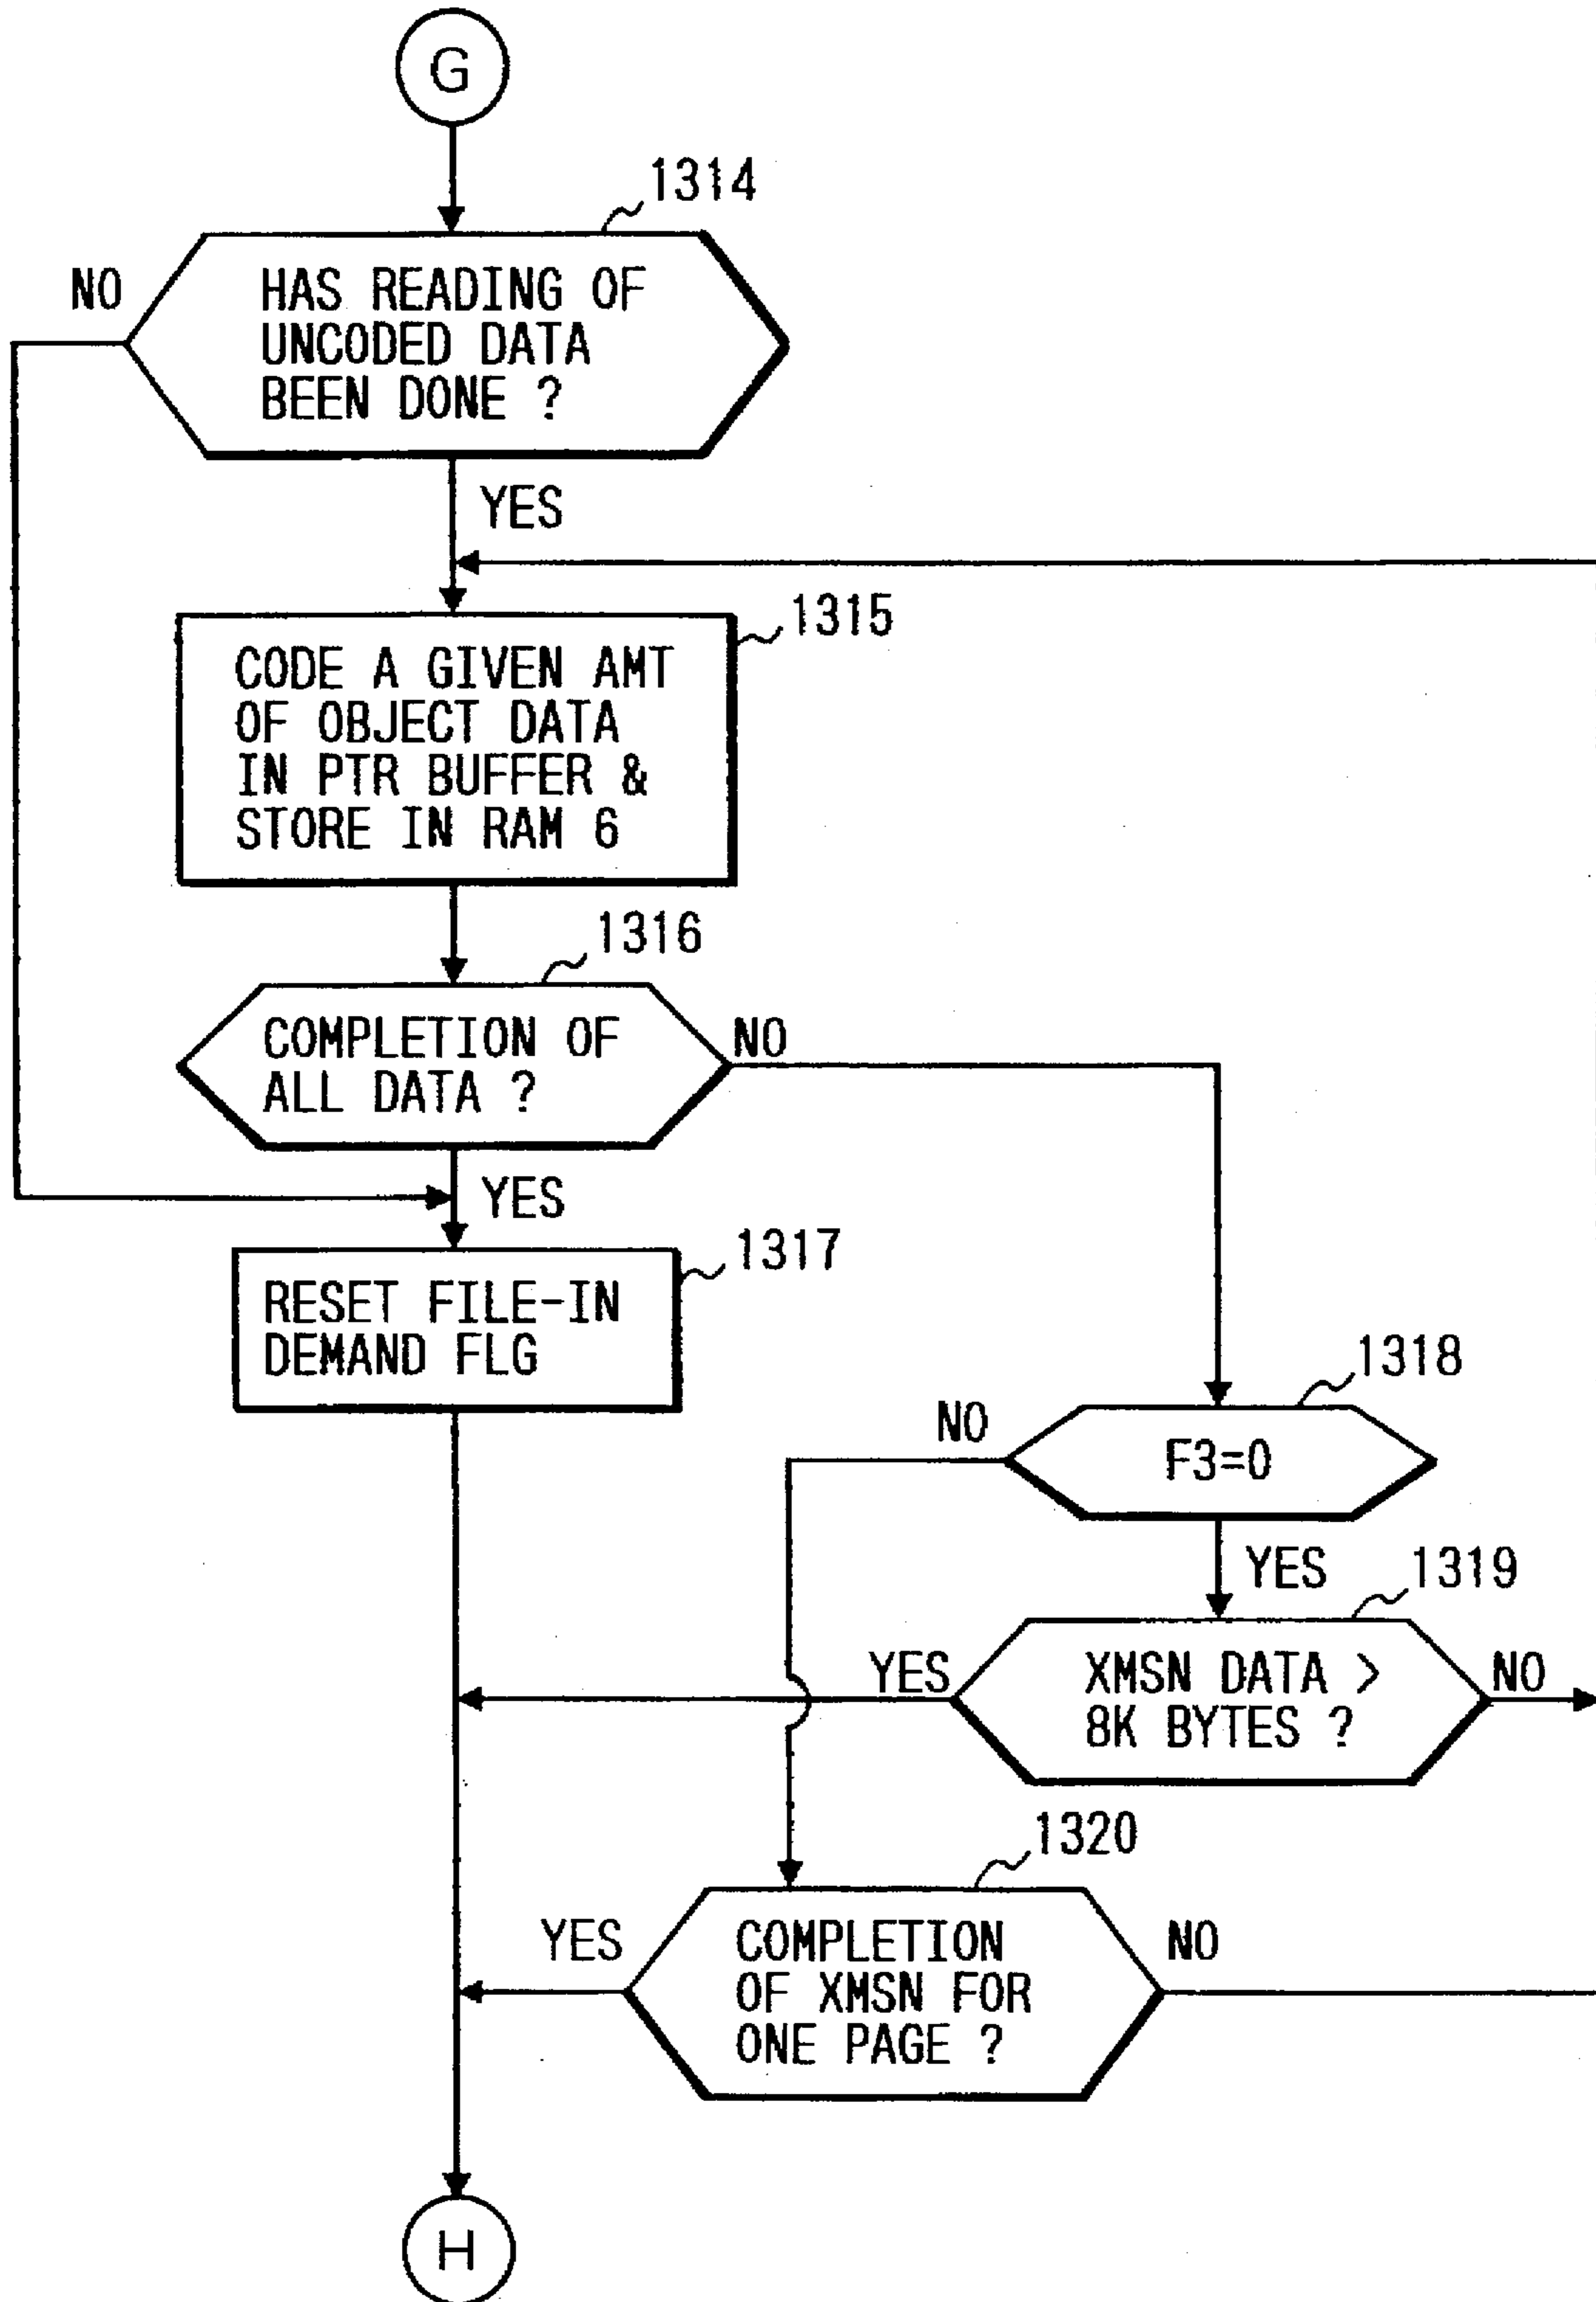 G
1314
NO
HAS READING OF
UNCODED DATA
BEEN DONE ?
YES
1315
CODE A GIVEN AMT
OF OBJECT DATA
IN PTR BUFFER &
STORE IN RAM 6
1316
COMPLETION OF
ALL DATA ?
NO
YES
1317
RESET FILE-IN
DEMAND FLG
1318
NO
F3=0
YES
1319
YES
XMSN DATA >
8K BYTES ?
NO
1320
YES
COMPLETION
OF XMSN FOR
ONE PAGE ?
NO
H